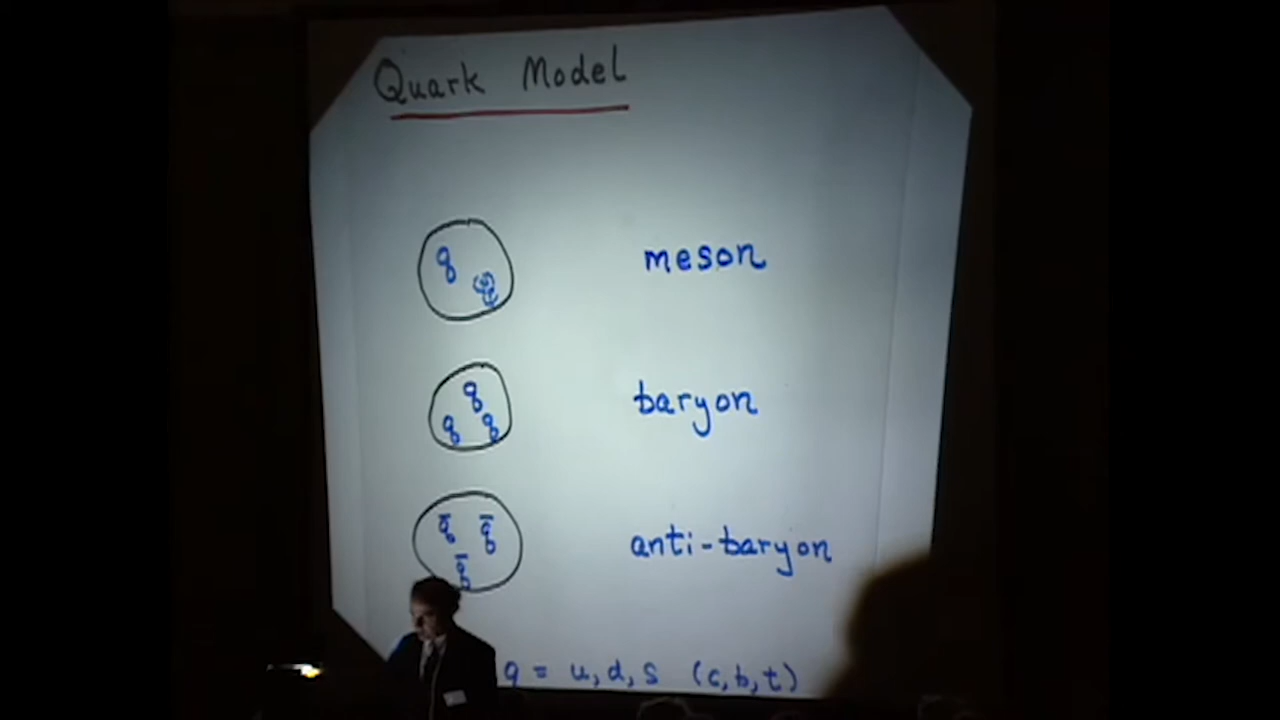 Quark Model
q
meson
q
q q
baryon
q̄ q̄
q̄
anti-baryon
q = u, d, s (c, b, t)